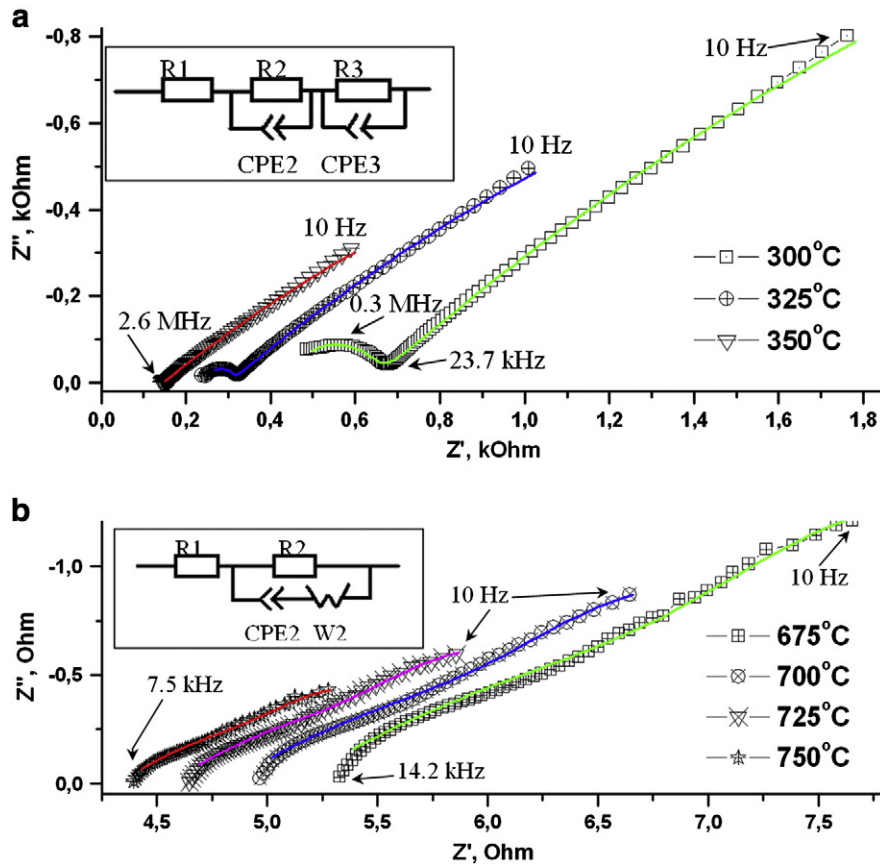 a
-0,8
-0,6
-0,4
-0,2
0,0
Z'', kOhm
R1 R2 R3
CPE2 CPE3
10 Hz
10 Hz
10 Hz
2.6 MHz
0.3 MHz
23.7 kHz
300°C
325°C
350°C
0,0 0,2 0,4 0,6 0,8 1,0 1,2 1,4 1,6 1,8
Z', kOhm
b
-1,0
-0,5
0,0
Z'', Ohm
R1 R2
CPE2 W2
10 Hz
10 Hz
7.5 kHz
14.2 kHz
675°C
700°C
725°C
750°C
4,5 5,0 5,5 6,0 6,5 7,0 7,5
Z', Ohm